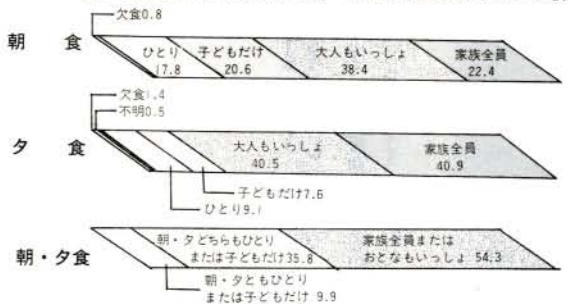 欠食0.8
朝 食
ひとり
17.8
子どもだけ
20.6
大人もいっしょ
38.4
家族全員
22.4
欠食1.4
不明0.5
夕 食
大人もいっしょ
40.5
家族全員
40.9
子どもだけ7.6
ひとり9.1
朝・夕食
朝・夕どちらもひとり
または子どもだけ35.8
家族全員または
おとなもいっしょ 54.3
朝・夕ともひとり
または子どもだけ 9.9